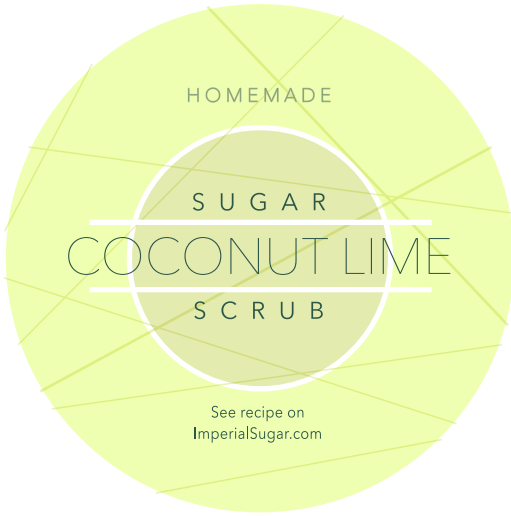 HOMEMADE
SUGAR
COCONUT LIME
SCRUB
See recipe on
ImperialSugar.com